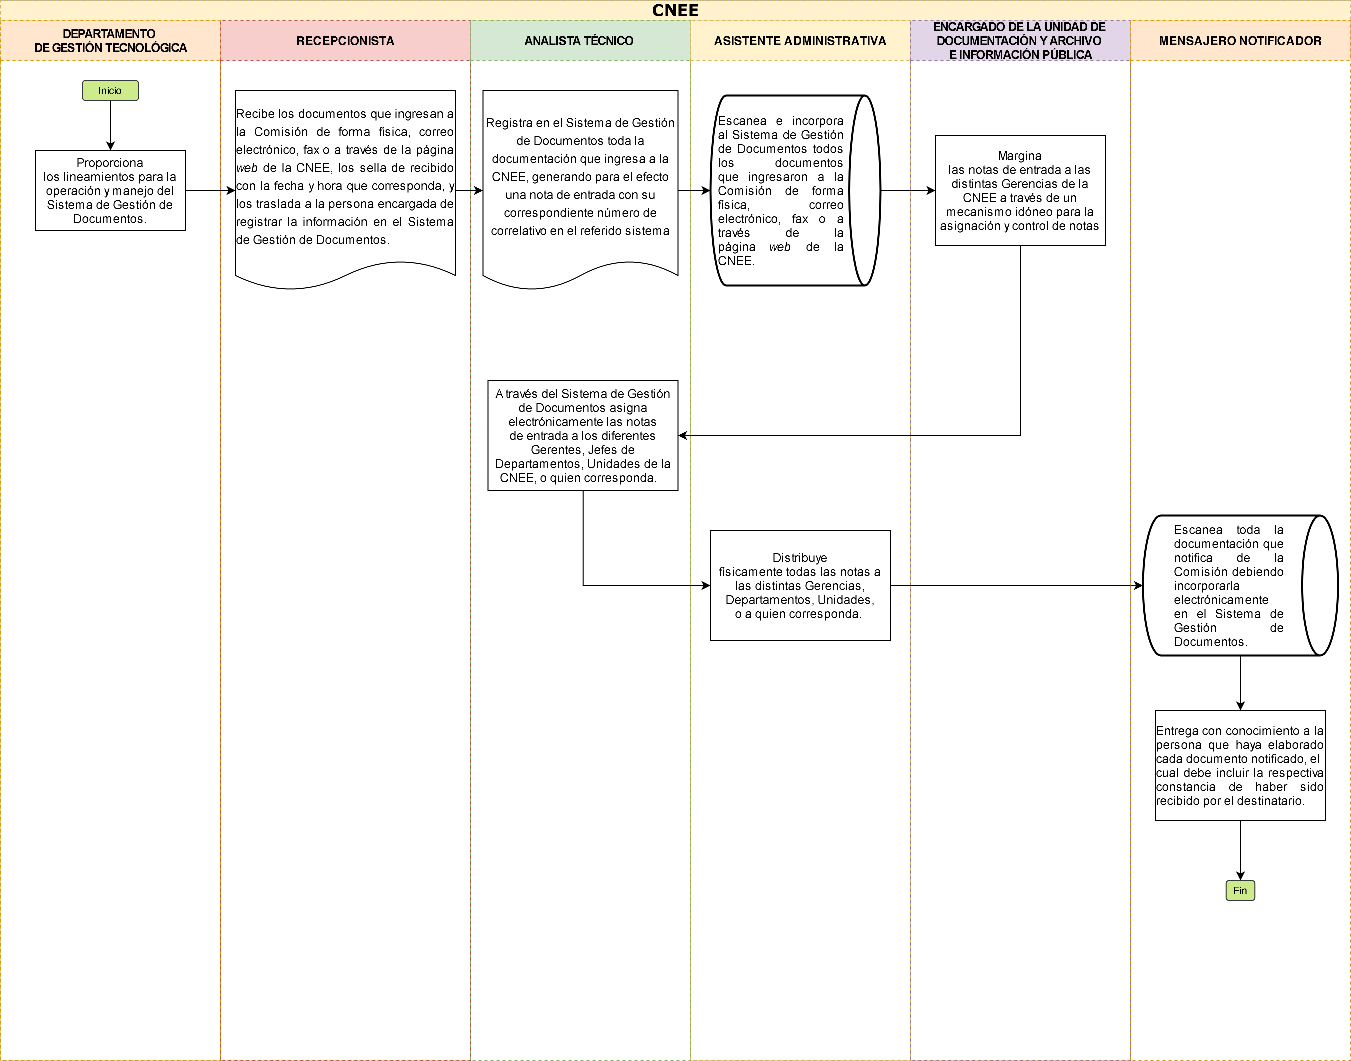 CNEE
DEPARTAMENTO
DE GESTIÓN TECNOLÓGICA
RECEPCIONISTA
ANALISTA TÉCNICO
ASISTENTE ADMINISTRATIVA
ENCARGADO DE LA UNIDAD DE
DOCUMENTACIÓN Y ARCHIVO
E INFORMACIÓN PÚBLICA
MENSAJERO NOTIFICADOR
Inicio
Proporciona
los lineamientos para la
operación y manejo del
Sistema de Gestión de
Documentos.
Recibe los documentos que ingresan a
la Comisión de forma física, correo
electrónico, fax o a través de la página
web de la CNEE, los sella de recibido
con la fecha y hora que corresponda, y
los traslada a la persona encargada de
registrar la información en el Sistema
de Gestión de Documentos.
Registra en el Sistema de Gestión
de Documentos toda la
documentación que ingresa a la
CNEE, generando para el efecto
una nota de entrada con su
correspondiente número de
correlativo en el referido sistema
Escanea e incorpora
al Sistema de Gestión
de Documentos todos
los documentos
que ingresaron a la
Comisión de forma
física, correo
electrónico, fax o a
través de la
página web de la
CNEE.
Margina
las notas de entrada a las
distintas Gerencias de la
CNEE a través de un
mecanismo idóneo para la
asignación y control de notas
A través del Sistema de Gestión
de Documentos asigna
electrónicamente las notas
de entrada a los diferentes
Gerentes, Jefes de
Departamentos, Unidades de la
CNEE, o quien corresponda.
Distribuye
físicamente todas las notas a
las distintas Gerencias,
Departamentos, Unidades,
o a quien corresponda.
Escanea toda la
documentación que
notifica de la
Comisión debiendo
incorporarla
electrónicamente
en el Sistema de
Gestión de
Documentos.
Entrega con conocimiento a la
persona que haya elaborado
cada documento notificado, el
cual debe incluir la respectiva
constancia de haber sido
recibido por el destinatario.
Fin